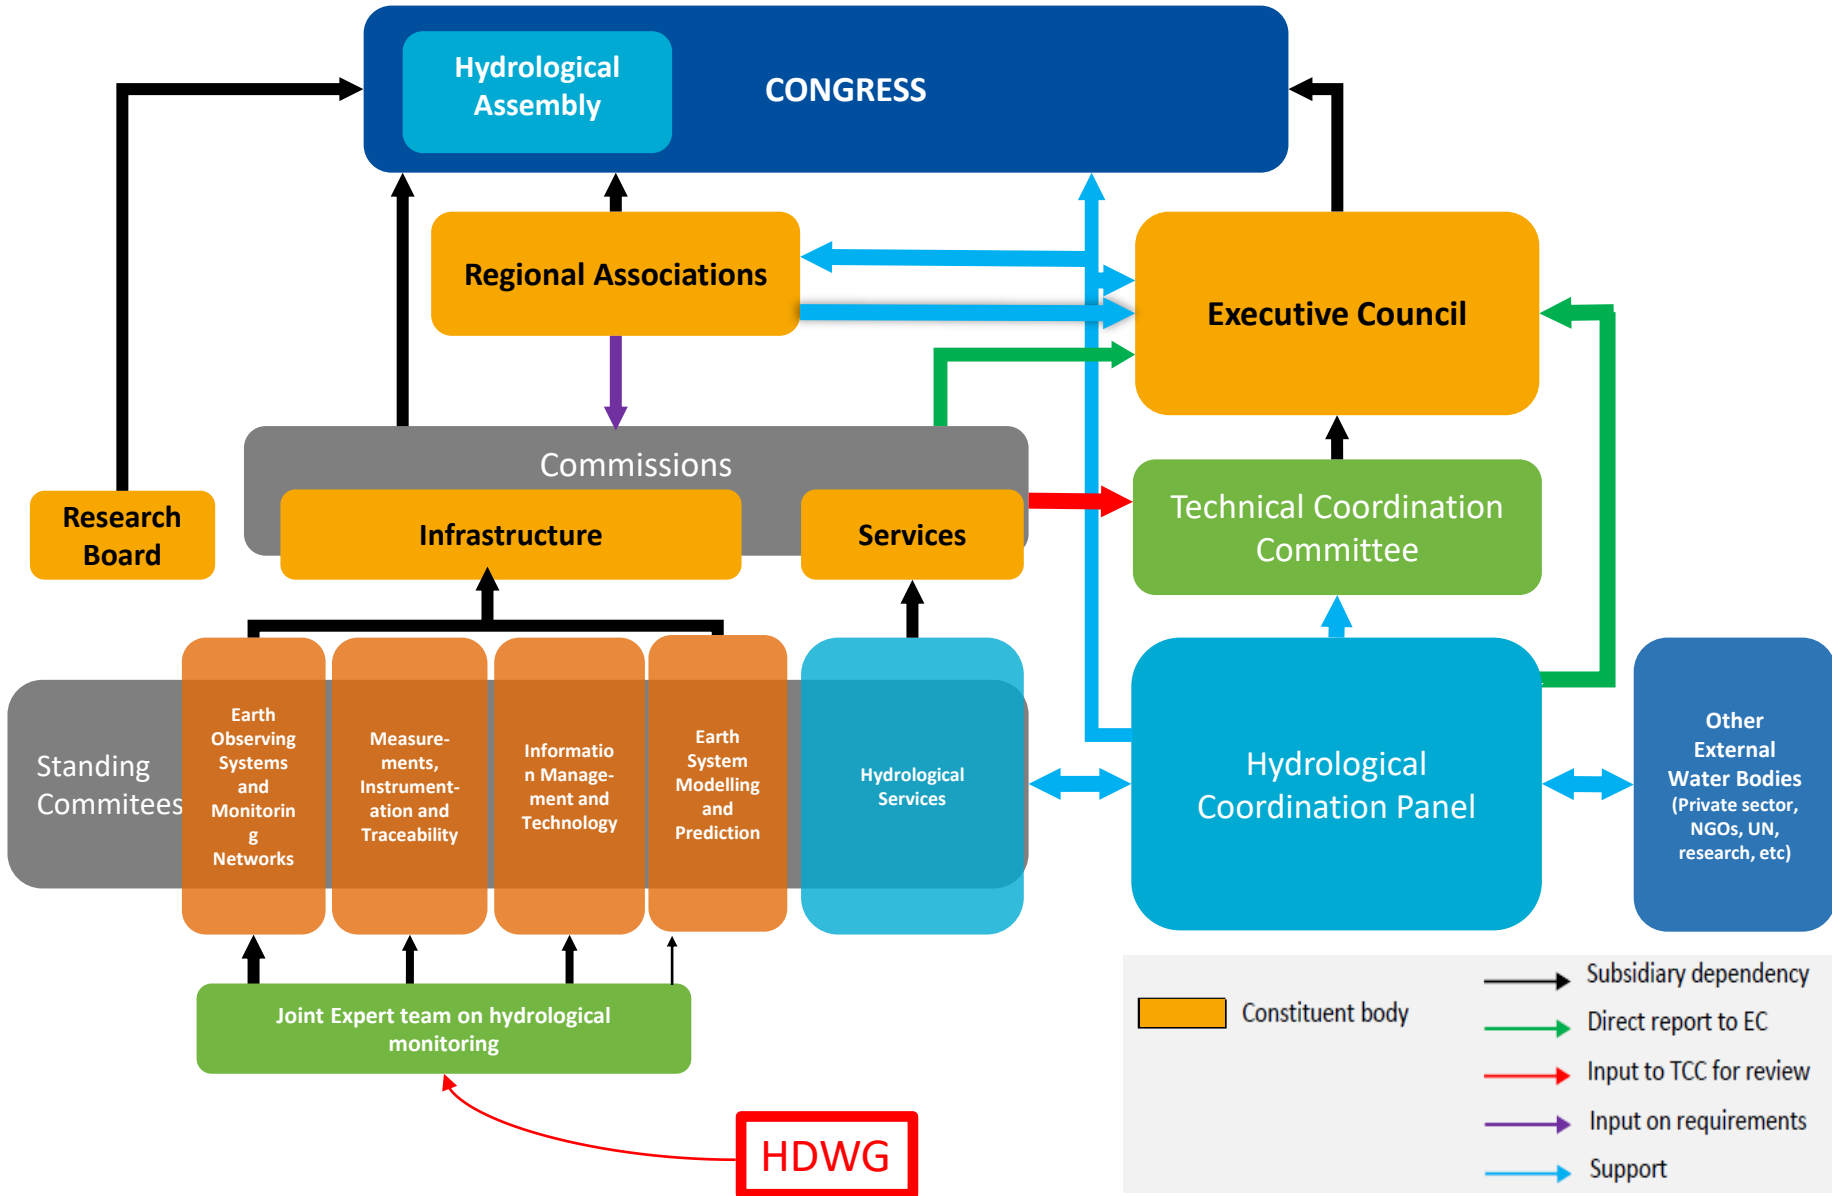 Hydrological
Assembly
CONGRESS
Regional Associations
Executive Council
Commissions
Research
Board
Infrastructure
Services
Technical Coordination
Committee
Standing
Commitees
Earth
Observing
Systems
and
Monitorin
g
Networks
Measure-
ments,
Instrument-
ation and
Traceability
Informatio
n Manage-
ment and
Technology
Earth
System
Modelling
and
Prediction
Hydrological
Services
Hydrological
Coordination Panel
Other
External
Water Bodies
(Private sector,
NGOs, UN,
research, etc)
Joint Expert team on hydrological
monitoring
HDWG
Constituent body
Subsidiary dependency
Direct report to EC
Input to TCC for review
Input on requirements
Support